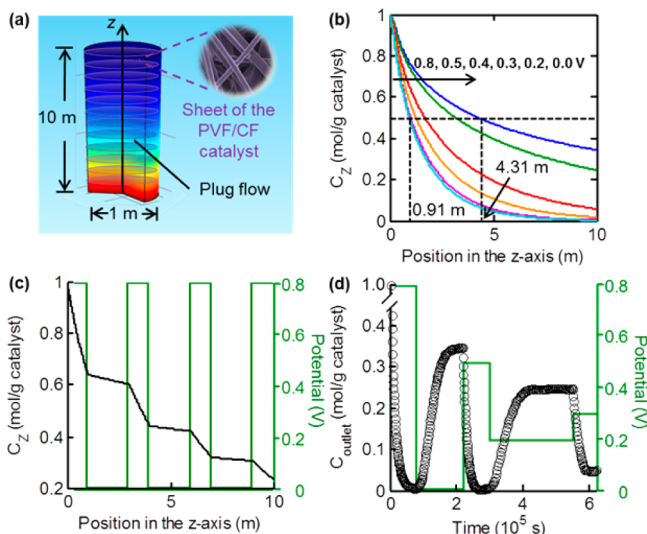 (a)
z
10 m
1 m
Sheet of the
PVF/CF
catalyst
Plug flow
(b)
C_Z (mol/g catalyst)
1
0.8
0.6
0.4
0.2
0
0.8, 0.5, 0.4, 0.3, 0.2, 0.0 V
4.31 m
0.91 m
0 5 10
Position in the z-axis (m)
(c)
C_Z (mol/g catalyst)
1
0.8
0.6
0.4
0.2
0.8
0.6
0.4
0.2
0
Potential (V)
0 5 10
Position in the z-axis (m)
(d)
C_outlet (mol/g catalyst)
1.0
0.4
0.3
0.2
0.1
0
0.8
0.6
0.4
0.2
0
Potential (V)
0 2 4 6
Time (10^5 s)